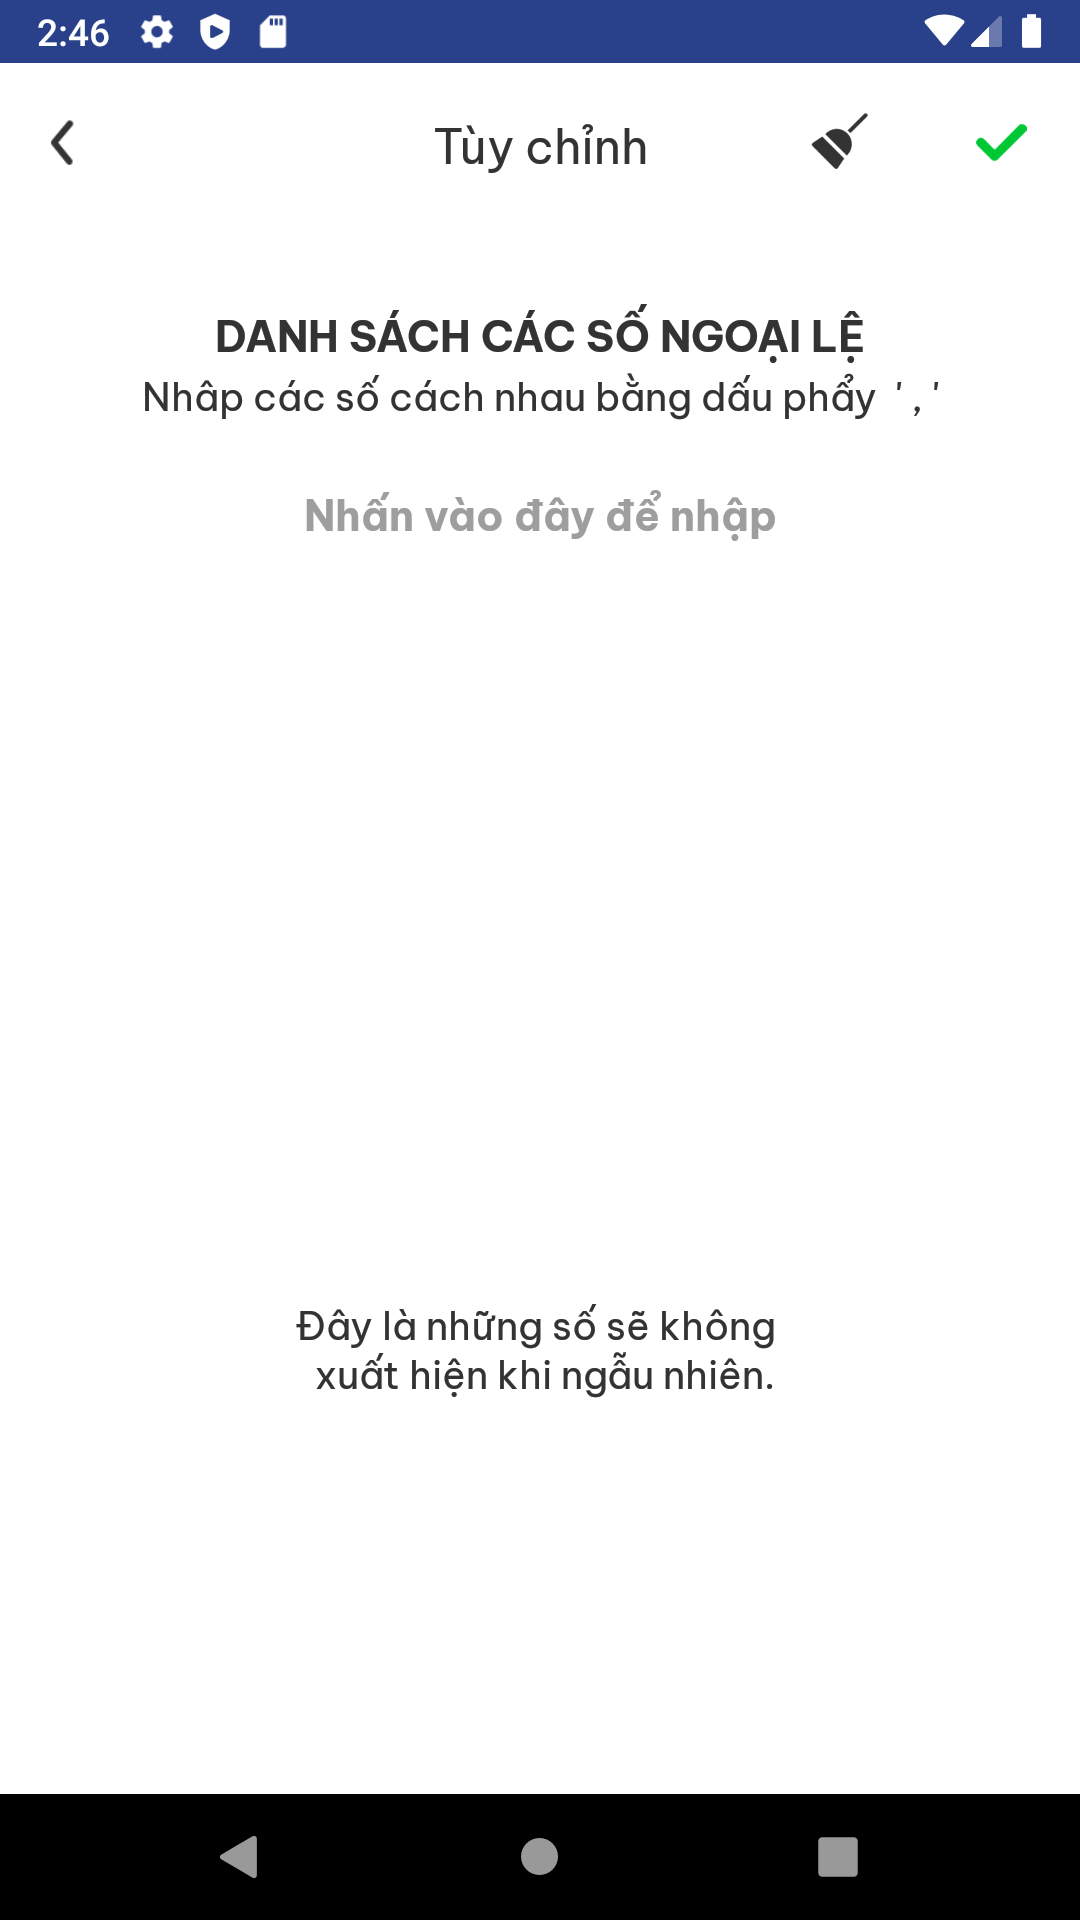 2:46
Tùy chỉnh
DANH SÁCH CÁC SỐ NGOẠI LỆ
Nhâp các số cách nhau bằng dấu phẩy ' , '
Nhấn vào đây để nhập
Đây là những số sẽ không
xuất hiện khi ngẫu nhiên.